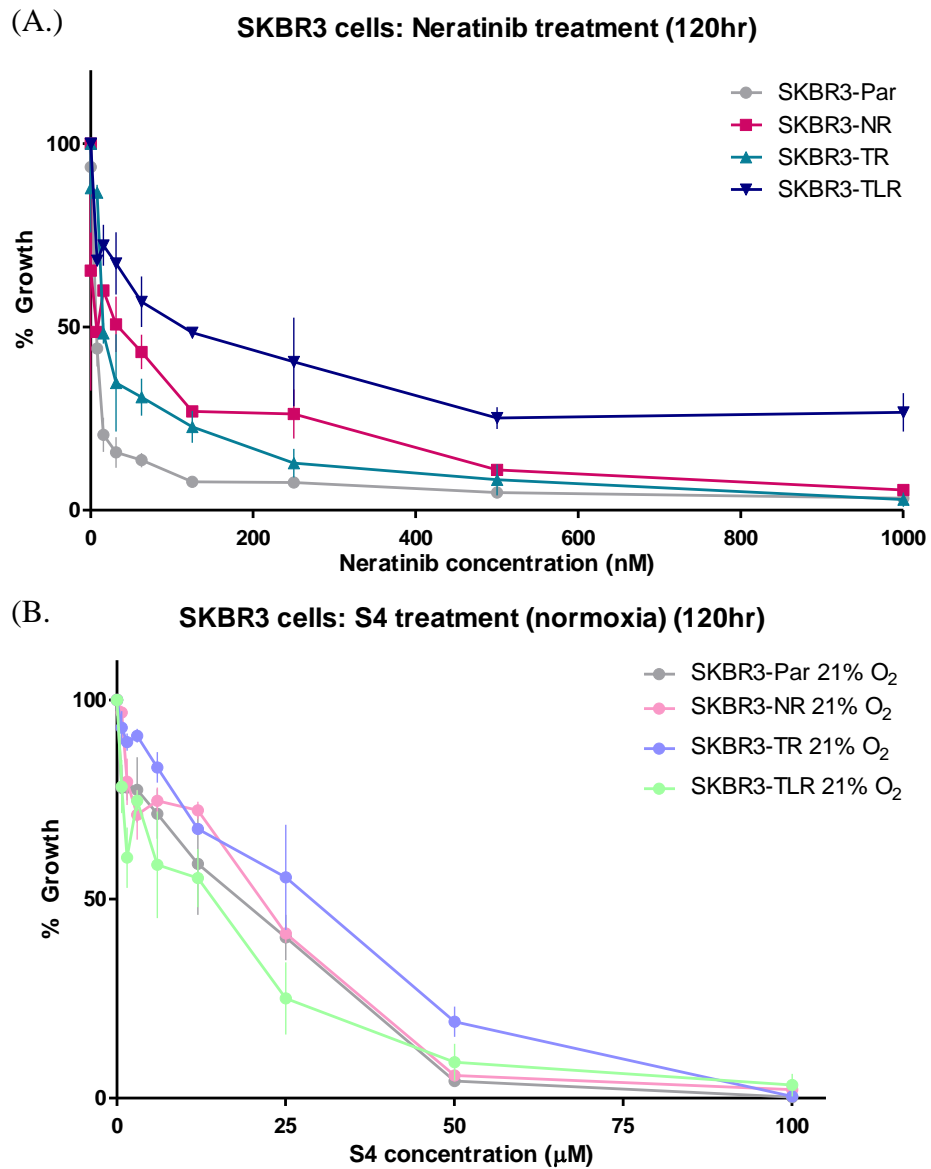 (A.)
SKBR3 cells: Neratinib treatment (120hr)
SKBR3-Par
SKBR3-NR
SKBR3-TR
SKBR3-TLR
100
50
0
% Growth
0 200 400 600 800 1000
Neratinib concentration (nM)
(B.
SKBR3 cells: S4 treatment (normoxia) (120hr)
SKBR3-Par 21% O₂
SKBR3-NR 21% O₂
SKBR3-TR 21% O₂
SKBR3-TLR 21% O₂
100
50
0
% Growth
0 25 50 75 100
S4 concentration (μM)